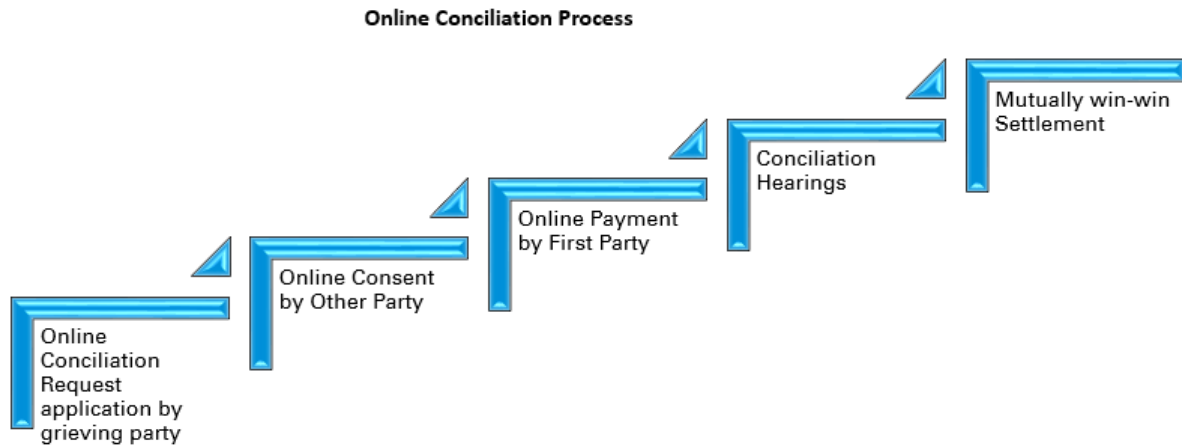 Online Conciliation Process
Online
Conciliation
Request
application by
grieving party
Online Consent
by Other Party
Online Payment
by First Party
Conciliation
Hearings
Mutually win-win
Settlement